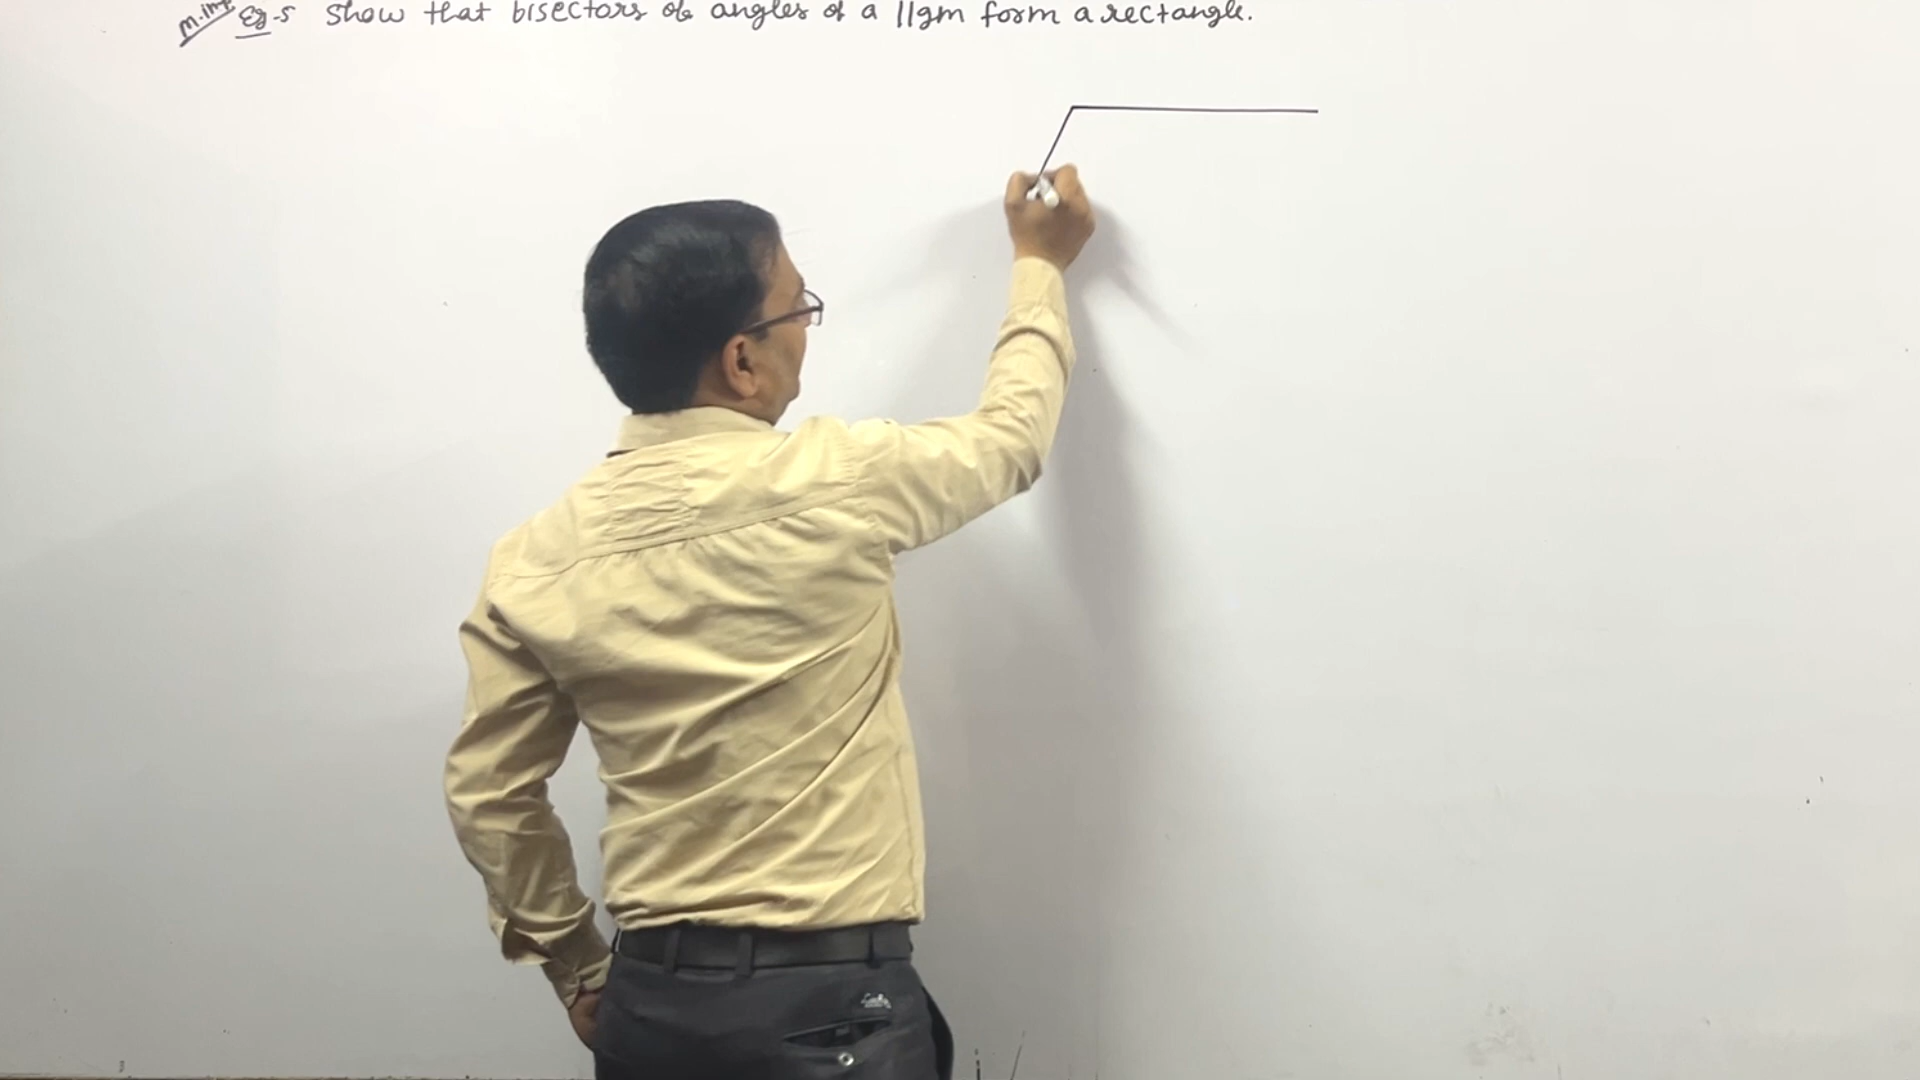 M.imp Eg-5 Show that bisectors of angles of a ||gm form a rectangle.